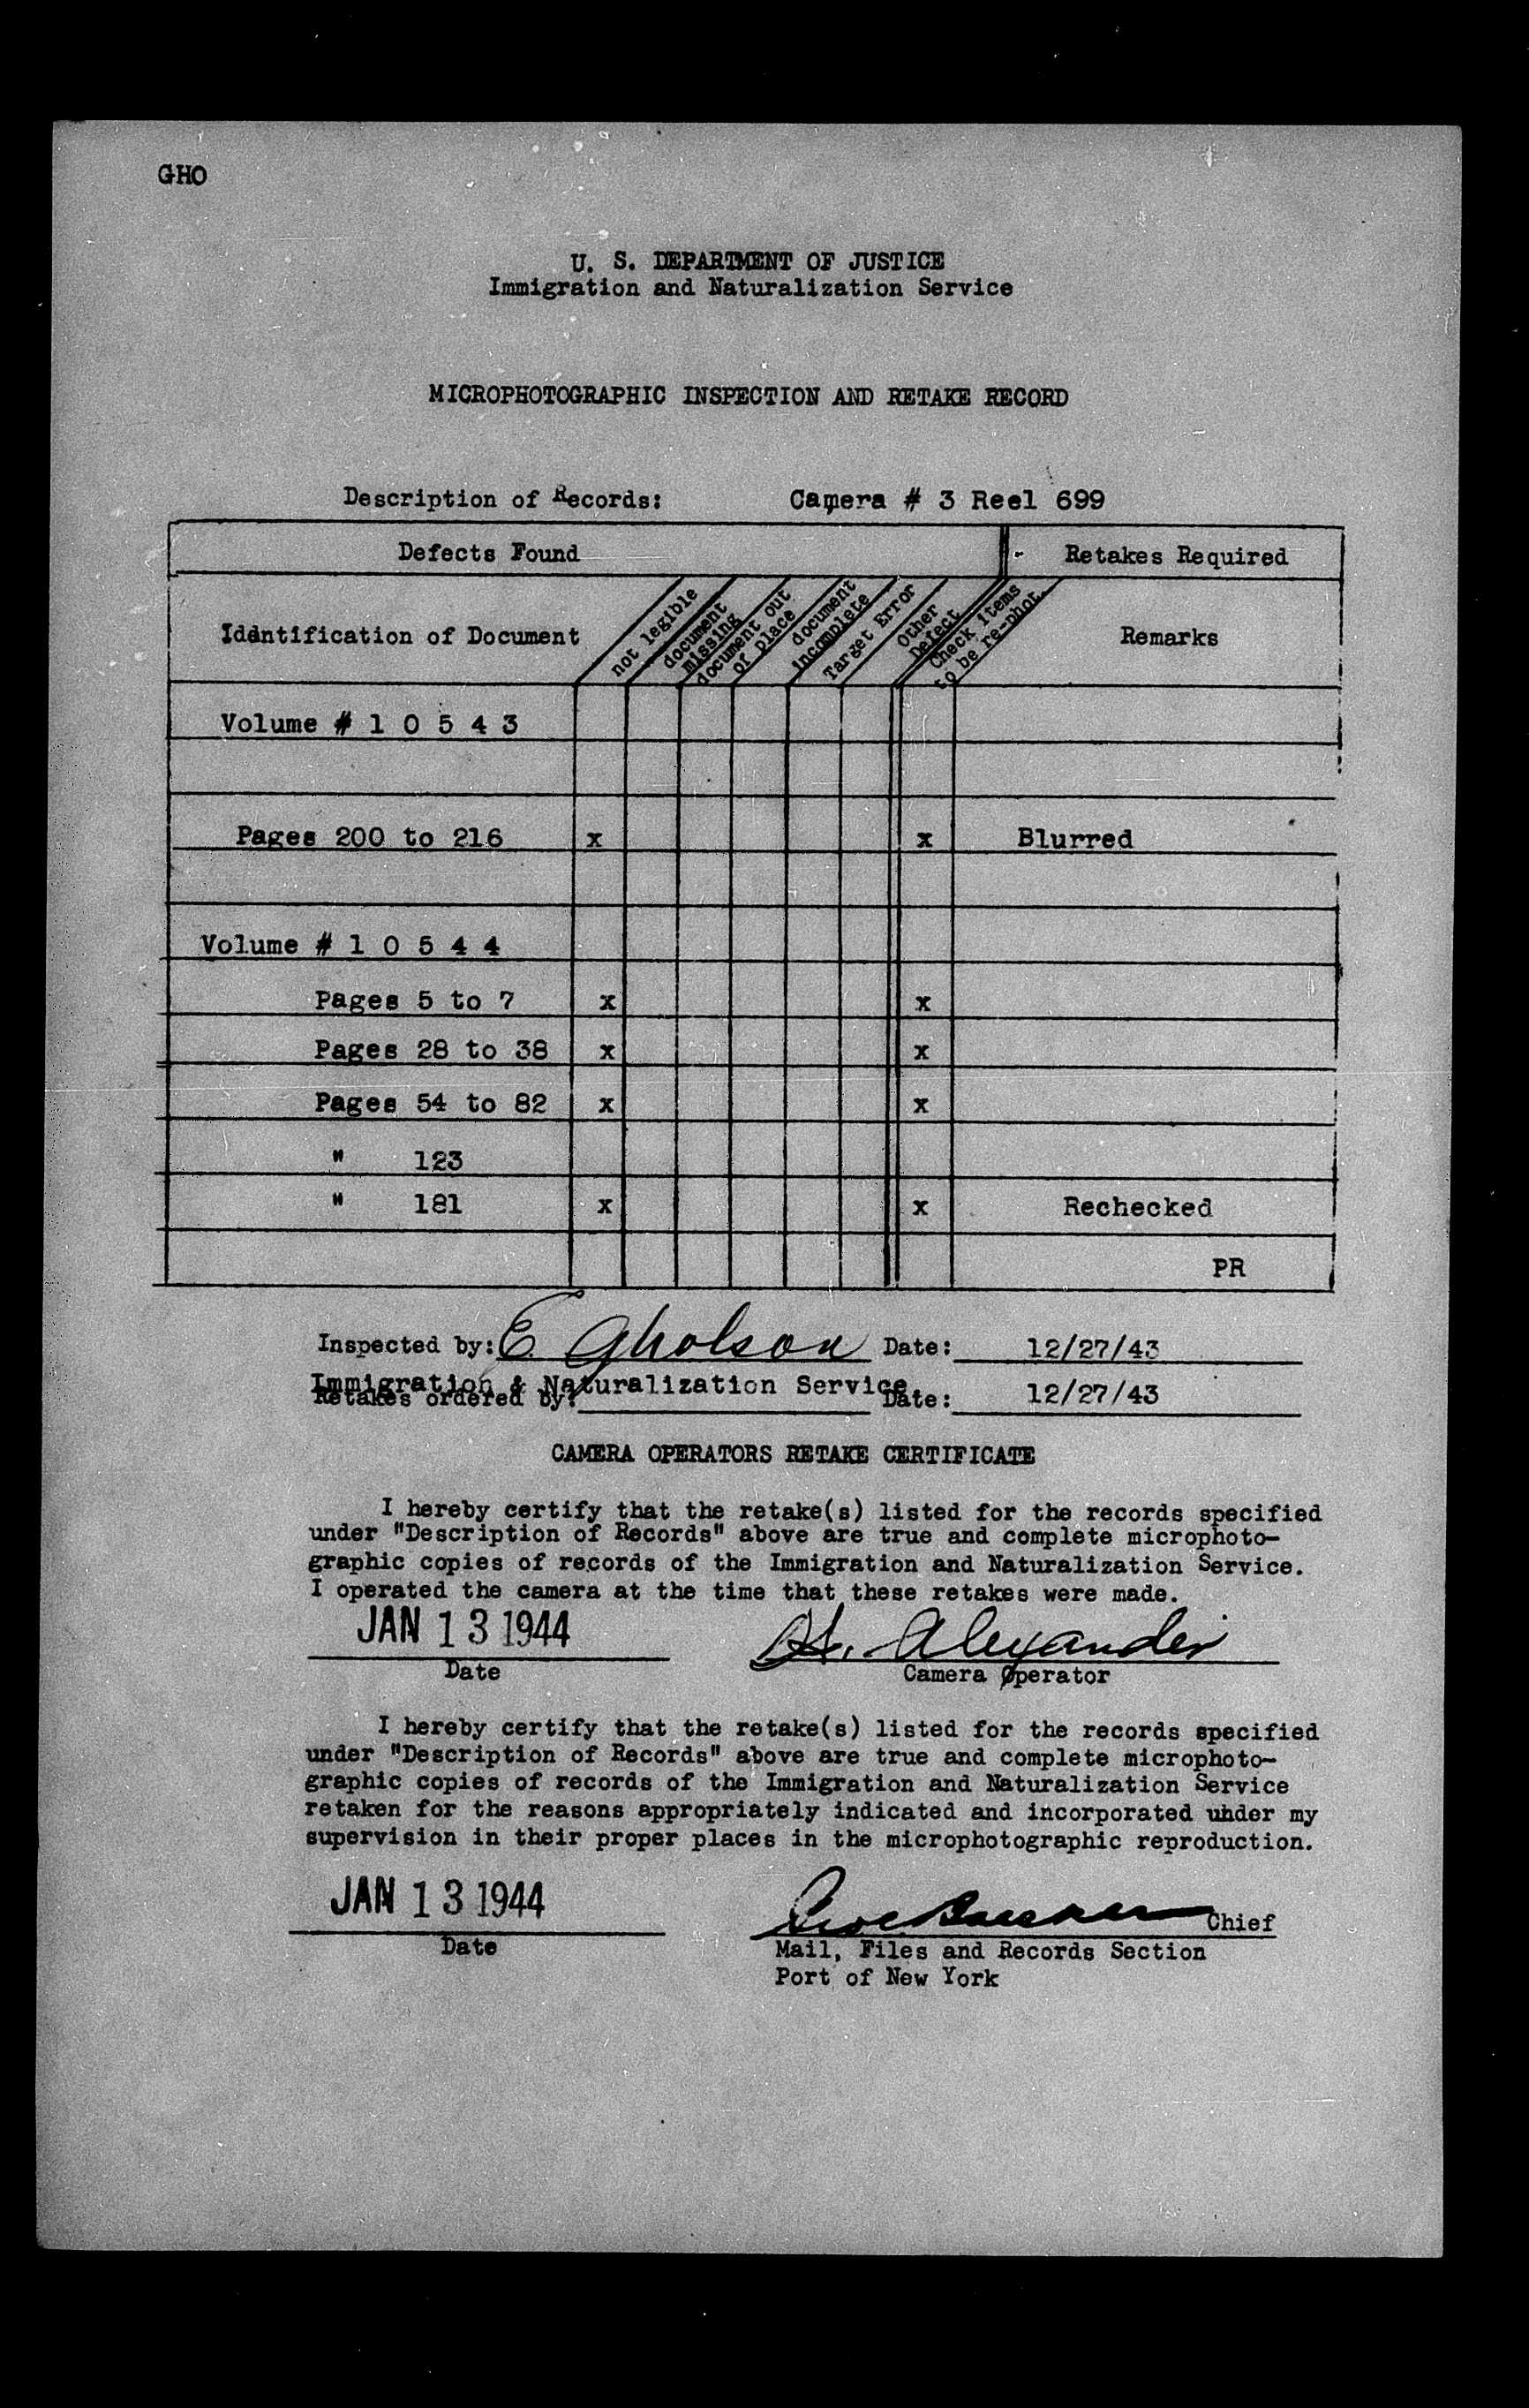 GHO
U. S. DEPARTMENT OF JUSTICE
Immigration and Naturalization Service
MICROPHOTOGRAPHIC INSPECTION AND RETAKE RECORD
Description of Records: Camera # 3 Reel 699
Defects Found Retakes Required
Idāntification of Document
not legible
document missing
document out of place
document incomplete
Target Error
Other Defect
Check items to be re-phot.
Remarks
Volume # 1 0 5 4 3
Pages 200 to 216 x x Blurred
Volume # 1 0 5 4 4
Pages 5 to 7 x x
Pages 28 to 38 x x
Pages 54 to 82 x x
" 123
" 181 x x Rechecked
PR
Inspected by: E. Gholson Date: 12/27/43
Immigration & Naturalization Service.
Retakes ordered by: Date: 12/27/43
CAMERA OPERATORS RETAKE CERTIFICATE
I hereby certify that the retake(s) listed for the records specified
under "Description of Records" above are true and complete microphoto-
graphic copies of records of the Immigration and Naturalization Service.
I operated the camera at the time that these retakes were made.
JAN 13 1944 H. Alexander
Date Camera Operator
I hereby certify that the retake(s) listed for the records specified
under "Description of Records" above are true and complete microphoto-
graphic copies of records of the Immigration and Naturalization Service
retaken for the reasons appropriately indicated and incorporated under my
supervision in their proper places in the microphotographic reproduction.
JAN 13 1944 Chief
Date Mail, Files and Records Section
Port of New York